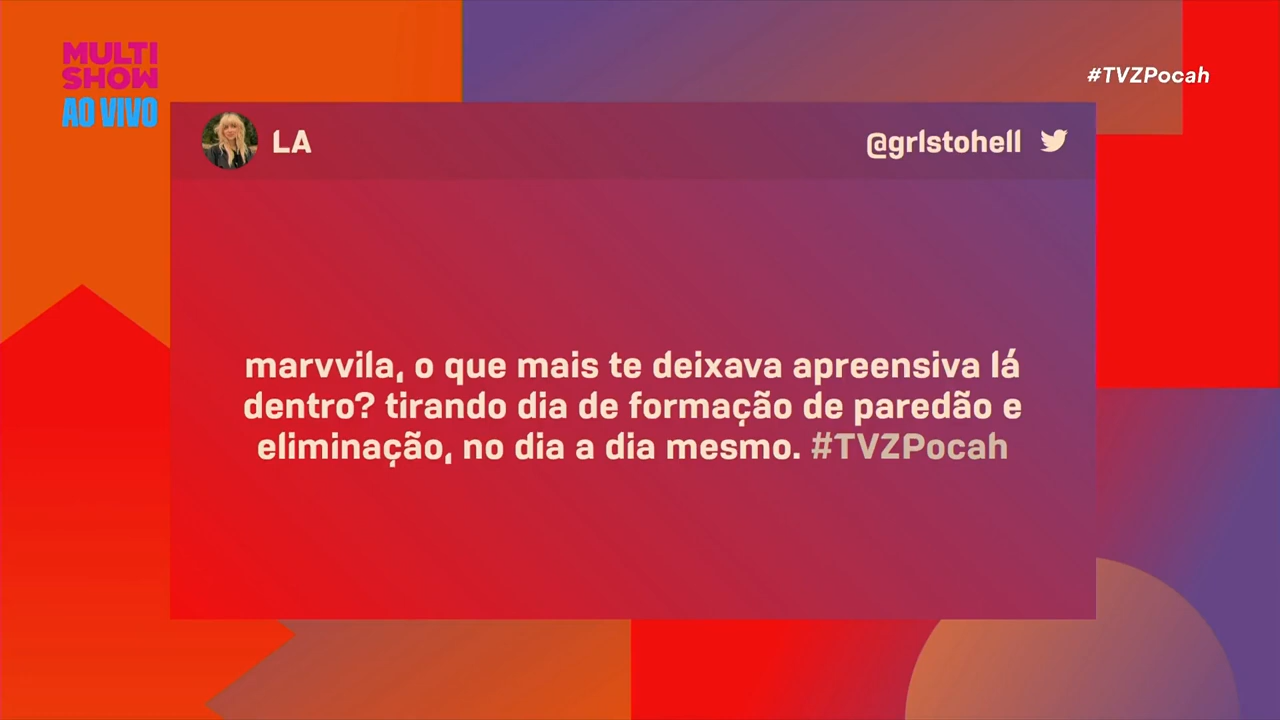 MULTI
SHOW
AO VIVO
#TVZPocah
LA
@grlstohell
marvvila, o que mais te deixava apreensiva lá
dentro? tirando dia de formação de paredão e
eliminação, no dia a dia mesmo. #TVZPocah